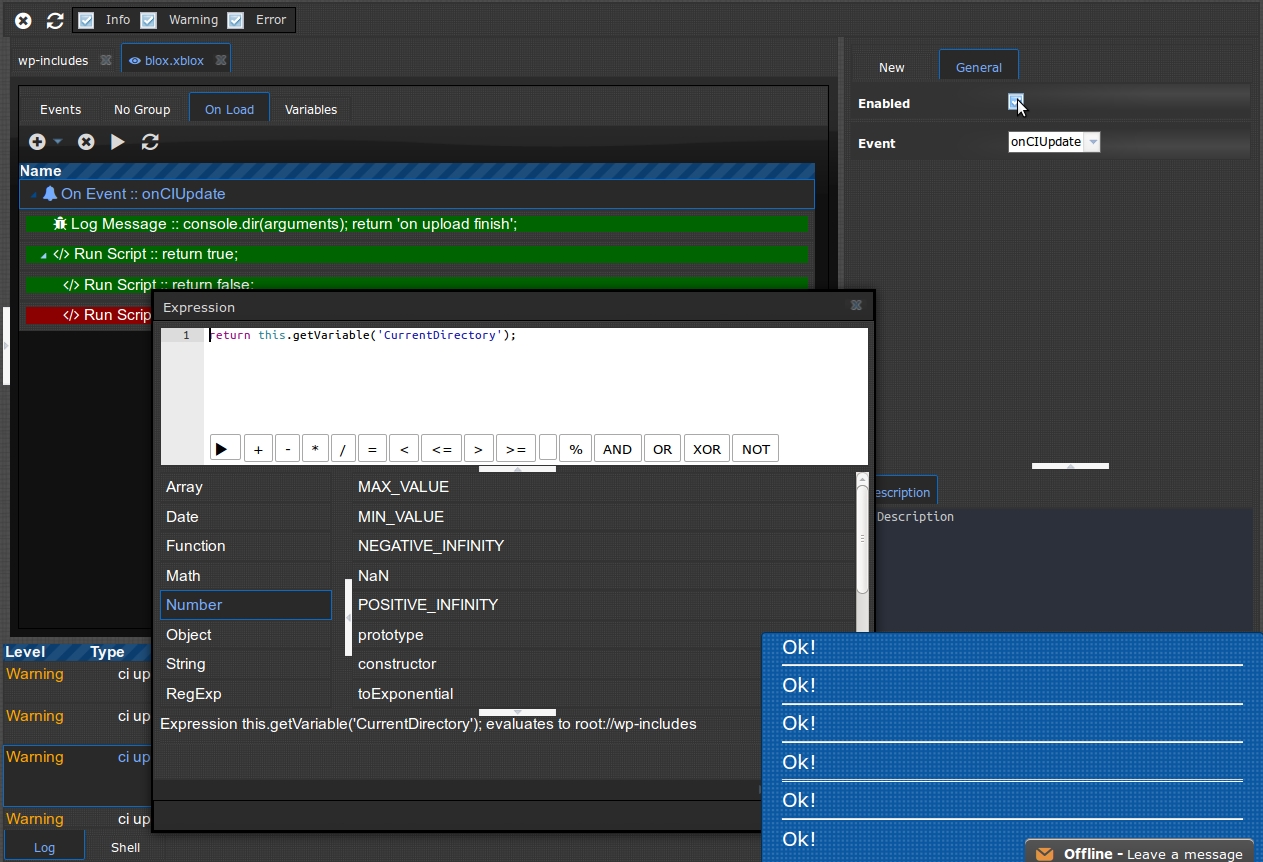 Info Warning Error
wp-includes blox.xblox
Events No Group On Load Variables
Name
On Event :: onCIUpdate
Log Message :: console.dir(arguments); return 'on upload finish';
Run Script :: return true;
Run Script :: return false;
Run Scrip
New General
Enabled
Event onCIUpdate
Expression
1 return this.getVariable('CurrentDirectory');
+ - * / = < <= > >= % AND OR XOR NOT
Array MAX_VALUE
Date MIN_VALUE
Function NEGATIVE_INFINITY
Math NaN
Number POSITIVE_INFINITY
Object prototype
String constructor
RegExp toExponential
Expression this.getVariable('CurrentDirectory'); evaluates to root://wp-includes
escription
Description
Level Type
Warning ci up
Warning ci up
Warning ci up
Warning ci up
Log Shell
Ok!
Ok!
Ok!
Ok!
Ok!
Ok!
Offline - Leave a message